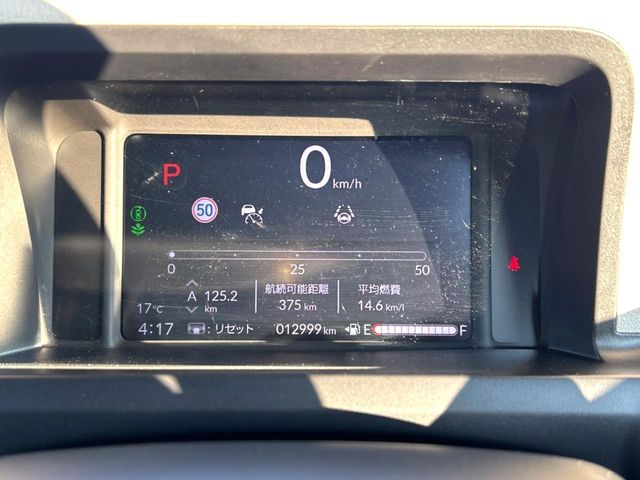 P
0 km/h
50
0 25 50
A 125.2 km
航続可能距離
375 km
平均燃費
14.6 km/l
17℃
4:17
: リセット
012999 km
E F